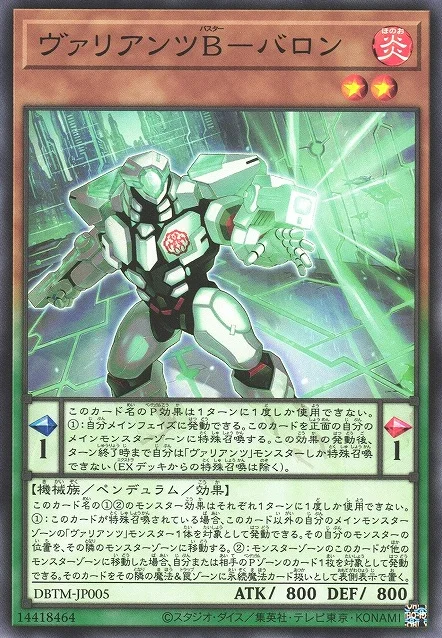 ヴァリアンツB－バロン
バスター
炎
ほのお
このカード名のP効果は1ターンに1度しか使用できない。
①：自分メインフェイズに発動できる。このカードを正面の自分の
メインモンスターゾーンに特殊召喚する。この効果の発動後、
ターン終了時まで自分は「ヴァリアンツ」モンスターしか特殊召喚
できない（EXデッキからの特殊召喚は除く）。
1
1
【機械族／ペンデュラム／効果】
このカード名の①②のモンスター効果はそれぞれ1ターンに1度しか使用できない。
①：このカードが特殊召喚されている場合、このカード以外の自分のメインモンスター
ゾーンの「ヴァリアンツ」モンスター1体を対象として発動できる。その自分のモンスター
の位置を、その隣のモンスターゾーンに移動する。②：モンスターゾーンのこのカードが他の
モンスターゾーンに移動した場合、自分または相手のPゾーンのカード1枚を対象として発動
できる。そのカードをその隣の魔法&罠ゾーンに永続魔法カード扱いとして表側表示で置く。
DBTM-JP005
ATK/ 800 DEF/ 800
14418464
©スタジオ・ダイス／集英社・テレビ東京・KONAMI